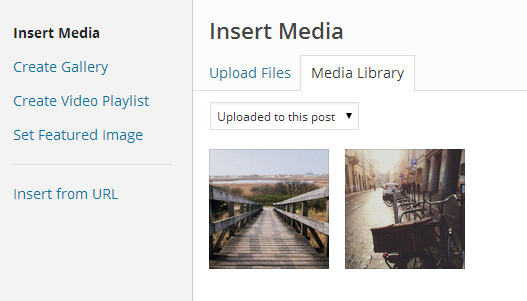 Insert Media
Create Gallery
Create Video Playlist
Set Featured Image
Insert from URL
Insert Media
Upload Files
Media Library
Uploaded to this post